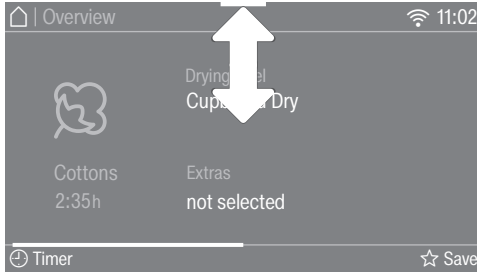 Overview
11:02
Drying
Dry
Cottons
Extras
2:35h
not selected
Timer
Save